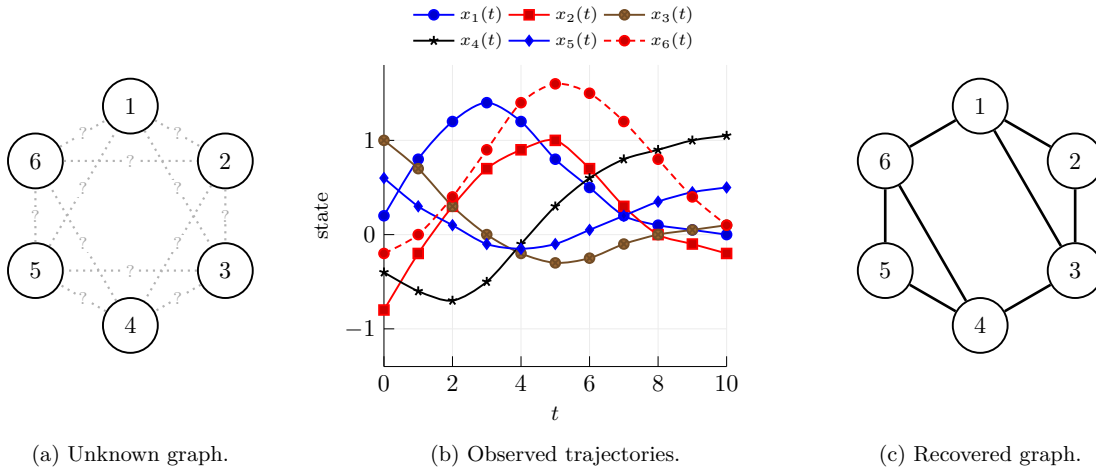 x₁(t) x₂(t) x₃(t)
x₄(t) x₅(t) x₆(t)
1
2
3
4
5
6
? ? ? ? ? ? ? ? ? ?
state
1
0
−1
0 2 4 6 8 10
t
1
2
3
4
5
6
(a) Unknown graph.
(b) Observed trajectories.
(c) Recovered graph.